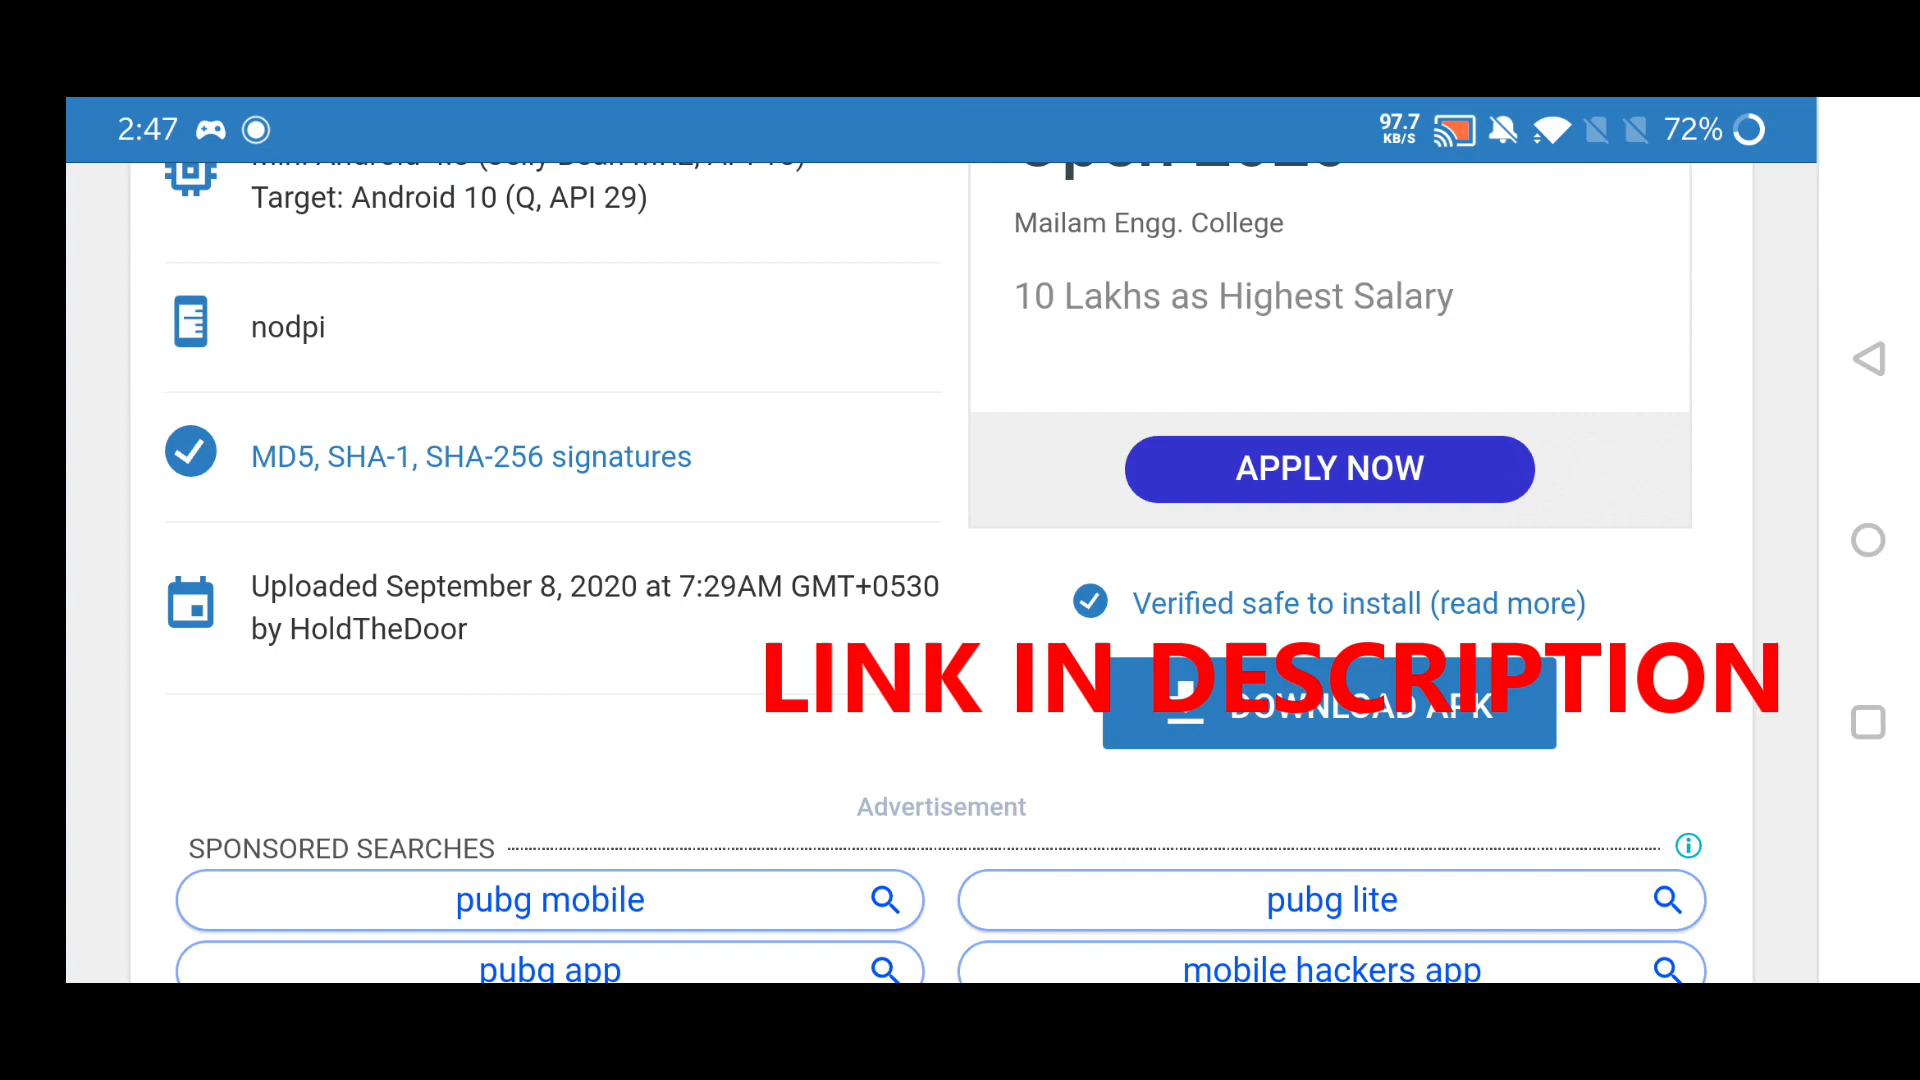 2:47
97.7
KB/S
72%
Target: Android 10 (Q, API 29)
Mailam Engg. College
10 Lakhs as Highest Salary
nodpi
MD5, SHA-1, SHA-256 signatures
APPLY NOW
Uploaded September 8, 2020 at 7:29AM GMT+0530
by HoldTheDoor
Verified safe to install (read more)
LINK IN DESCRIPTION
DOWNLOAD APK
Advertisement
SPONSORED SEARCHES
pubg mobile
pubg lite
pubg app
mobile hackers app